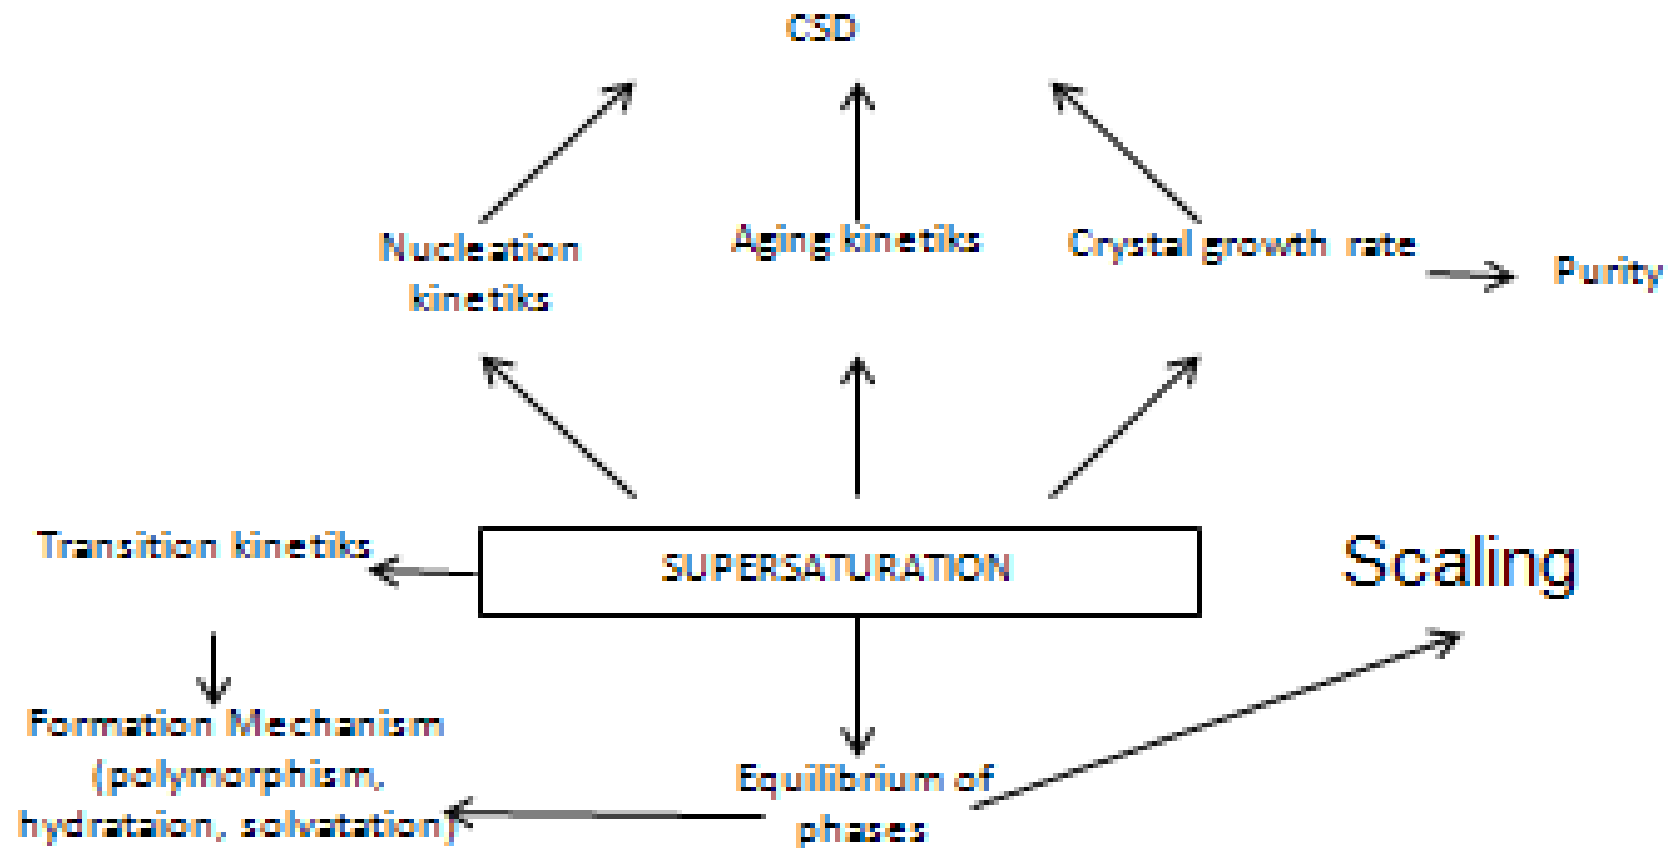 CSD
Nucleation
kinetiks
Aging kinetiks
Crystal growth rate
Purity
Transition kinetiks
SUPERSATURATION
Scaling
Formation Mechanism
(polymorphism,
hydrataion, solvatation)
Equilibrium of
phases